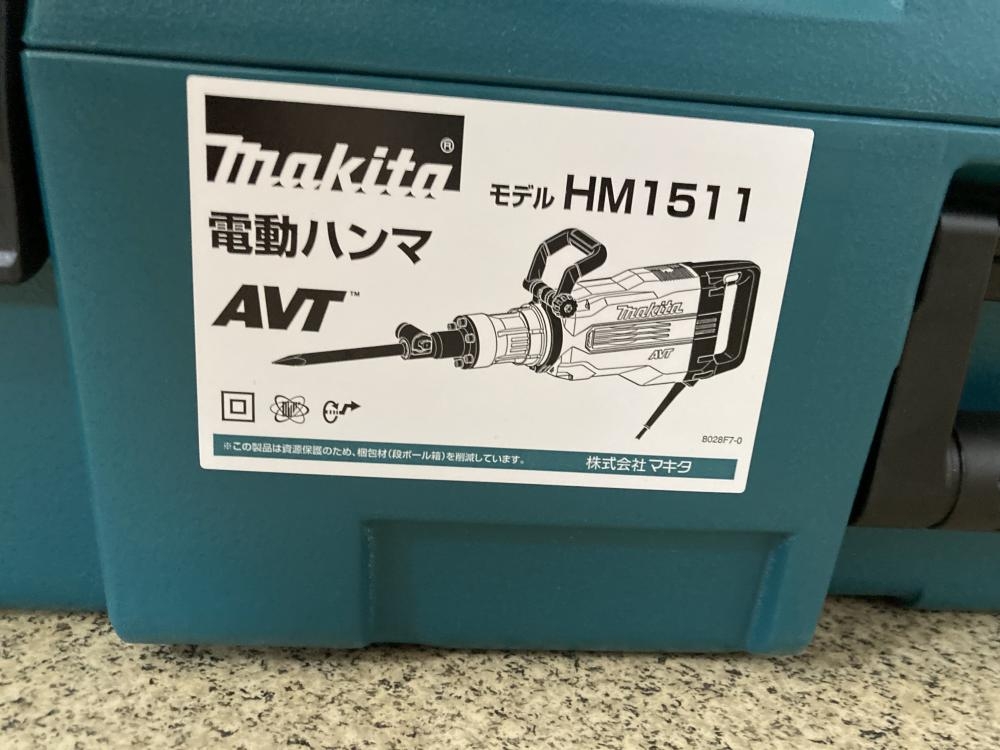 makita®
モデル HM1511
電動ハンマ
AVT™
makita
AVT
8028F7-0
※この製品は資源保護のため、梱包材(段ボール箱)を削減しています。
株式会社マキタ